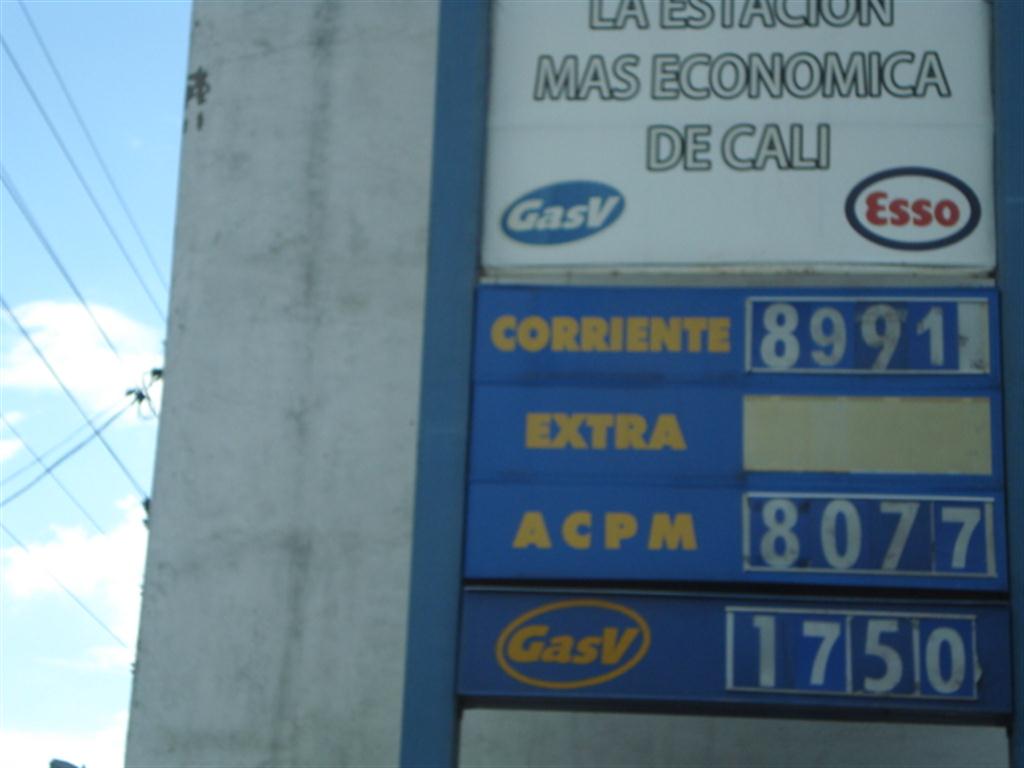 LA ESTACION
MAS ECONOMICA
DE CALI
GasV Esso
CORRIENTE 8991
EXTRA
ACPM 8077
GasV 1750